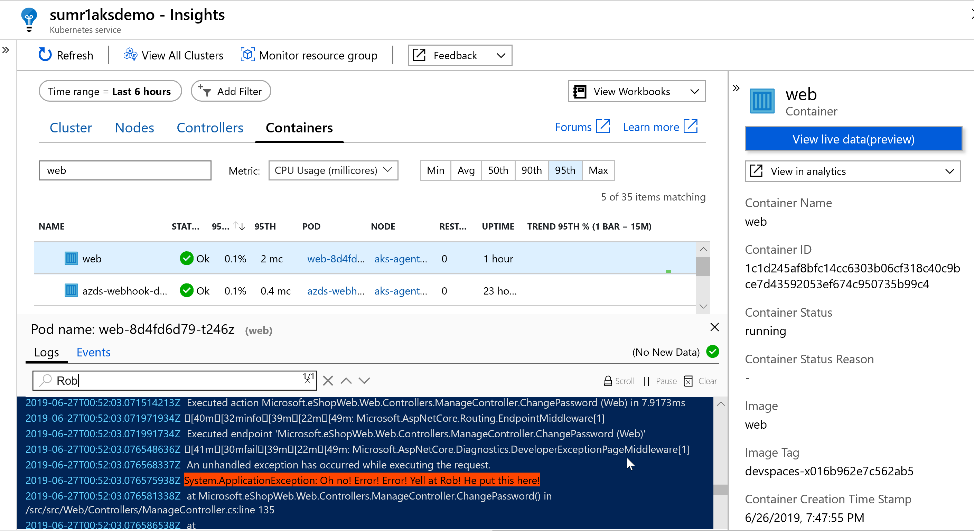 sumr1aksdemo - Insights
Kubernetes service
Refresh
View All Clusters
Monitor resource group
Feedback
Time range = Last 6 hours
Add Filter
View Workbooks
Cluster
Nodes
Controllers
Containers
Forums
Learn more
web
Metric:
CPU Usage (millicores)
Min Avg 50th 90th 95th Max
5 of 35 items matching
NAME STAT... 95... 95TH POD NODE REST... UPTIME TREND 95TH % (1 BAR – 15M)
web Ok 0.1% 2 mc web-8d4fd... aks-agent... 0 1 hour
azds-webhook-d... Ok 0.1% 0.4 mc azds-webh... aks-agent... 0 23 ho...
Pod name: web-8d4fd6d79-t246z (web)
Logs
Events
(No New Data)
Rob
1/1
Scroll
Pause
Clear
2019-06-27T00:52:03.071514213Z Executed action Microsoft.eShopWeb.Web.Controllers.ManageController.ChangePassword (Web) in 7.9173ms
2019-06-27T00:52:03.071971934Z [40m[32minfo[39m[22m[49m: Microsoft.AspNetCore.Routing.EndpointMiddleware[1]
2019-06-27T00:52:03.071991734Z Executed endpoint 'Microsoft.eShopWeb.Web.Controllers.ManageController.ChangePassword (Web)'
2019-06-27T00:52:03.076548636Z [41m[30mfail[39m[22m[49m: Microsoft.AspNetCore.Diagnostics.DeveloperExceptionPageMiddleware[1]
2019-06-27T00:52:03.076568337Z An unhandled exception has occurred while executing the request.
2019-06-27T00:52:03.076575938Z System.ApplicationException: Oh no! Error! Error! Yell at Rob! He put this here!
2019-06-27T00:52:03.076581338Z at Microsoft.eShopWeb.Web.Controllers.ManageController.ChangePassword() in
/src/src/Web/Controllers/ManageController.cs:line 135
2019-06-27T00:52:03.076586538Z at
web
Container
View live data(preview)
View in analytics
Container Name
web
Container ID
1c1d245af8bfc14cc6303b06cf318c40c9b
ce7d43592053ef674c950735b99c4
Container Status
running
Container Status Reason
-
Image
web
Image Tag
devspaces-x016b962e7c562ab5
Container Creation Time Stamp
6/26/2019, 7:47:55 PM